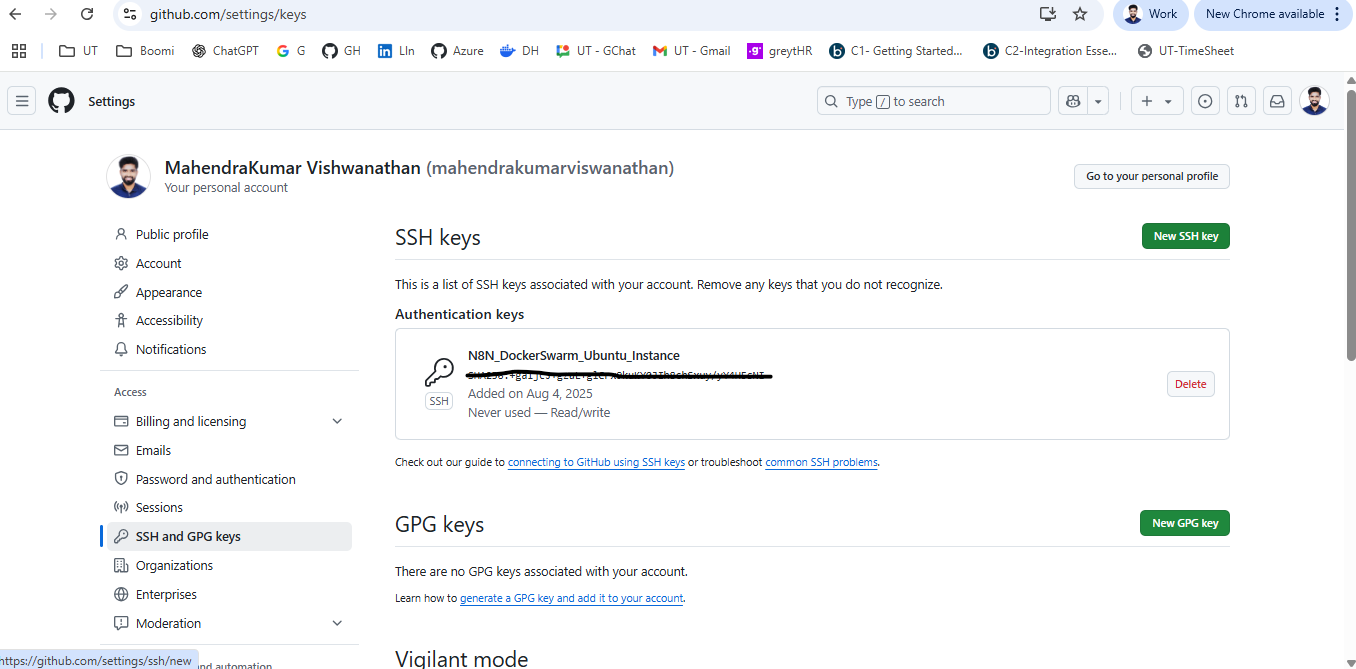 github.com/settings/keys
Work
New Chrome available
UT
Boomi
ChatGPT
G
GH
LIn
Azure
DH
UT - GChat
UT - Gmail
greytHR
C1- Getting Started...
C2-Integration Esse...
UT-TimeSheet
Settings
Type / to search
MahendraKumar Vishwanathan (mahendrakumarviswanathan)
Your personal account
Go to your personal profile
Public profile
Account
Appearance
Accessibility
Notifications
Access
Billing and licensing
Emails
Password and authentication
Sessions
SSH and GPG keys
Organizations
Enterprises
Moderation
and automation
https://github.com/settings/ssh/new
SSH keys
New SSH key
This is a list of SSH keys associated with your account. Remove any keys that you do not recognize.
Authentication keys
N8N_DockerSwarm_Ubuntu_Instance
SSH
Added on Aug 4, 2025
Never used — Read/write
Delete
Check out our guide to connecting to GitHub using SSH keys or troubleshoot common SSH problems.
GPG keys
New GPG key
There are no GPG keys associated with your account.
Learn how to generate a GPG key and add it to your account.
Vigilant mode